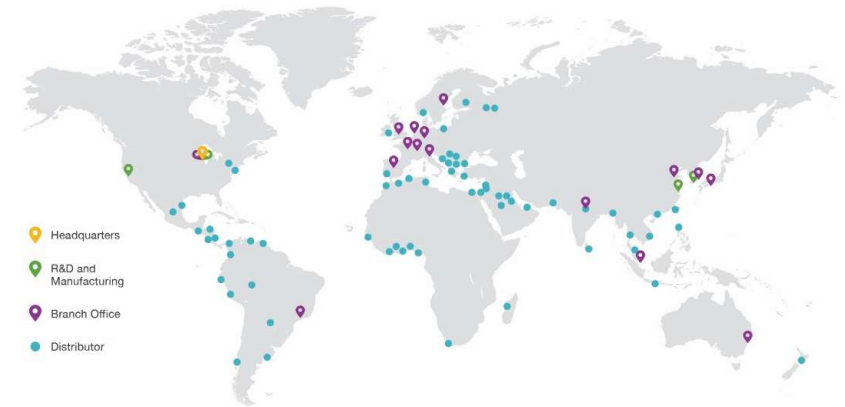 Headquarters
R&D and
Manufacturing
Branch Office
Distributor